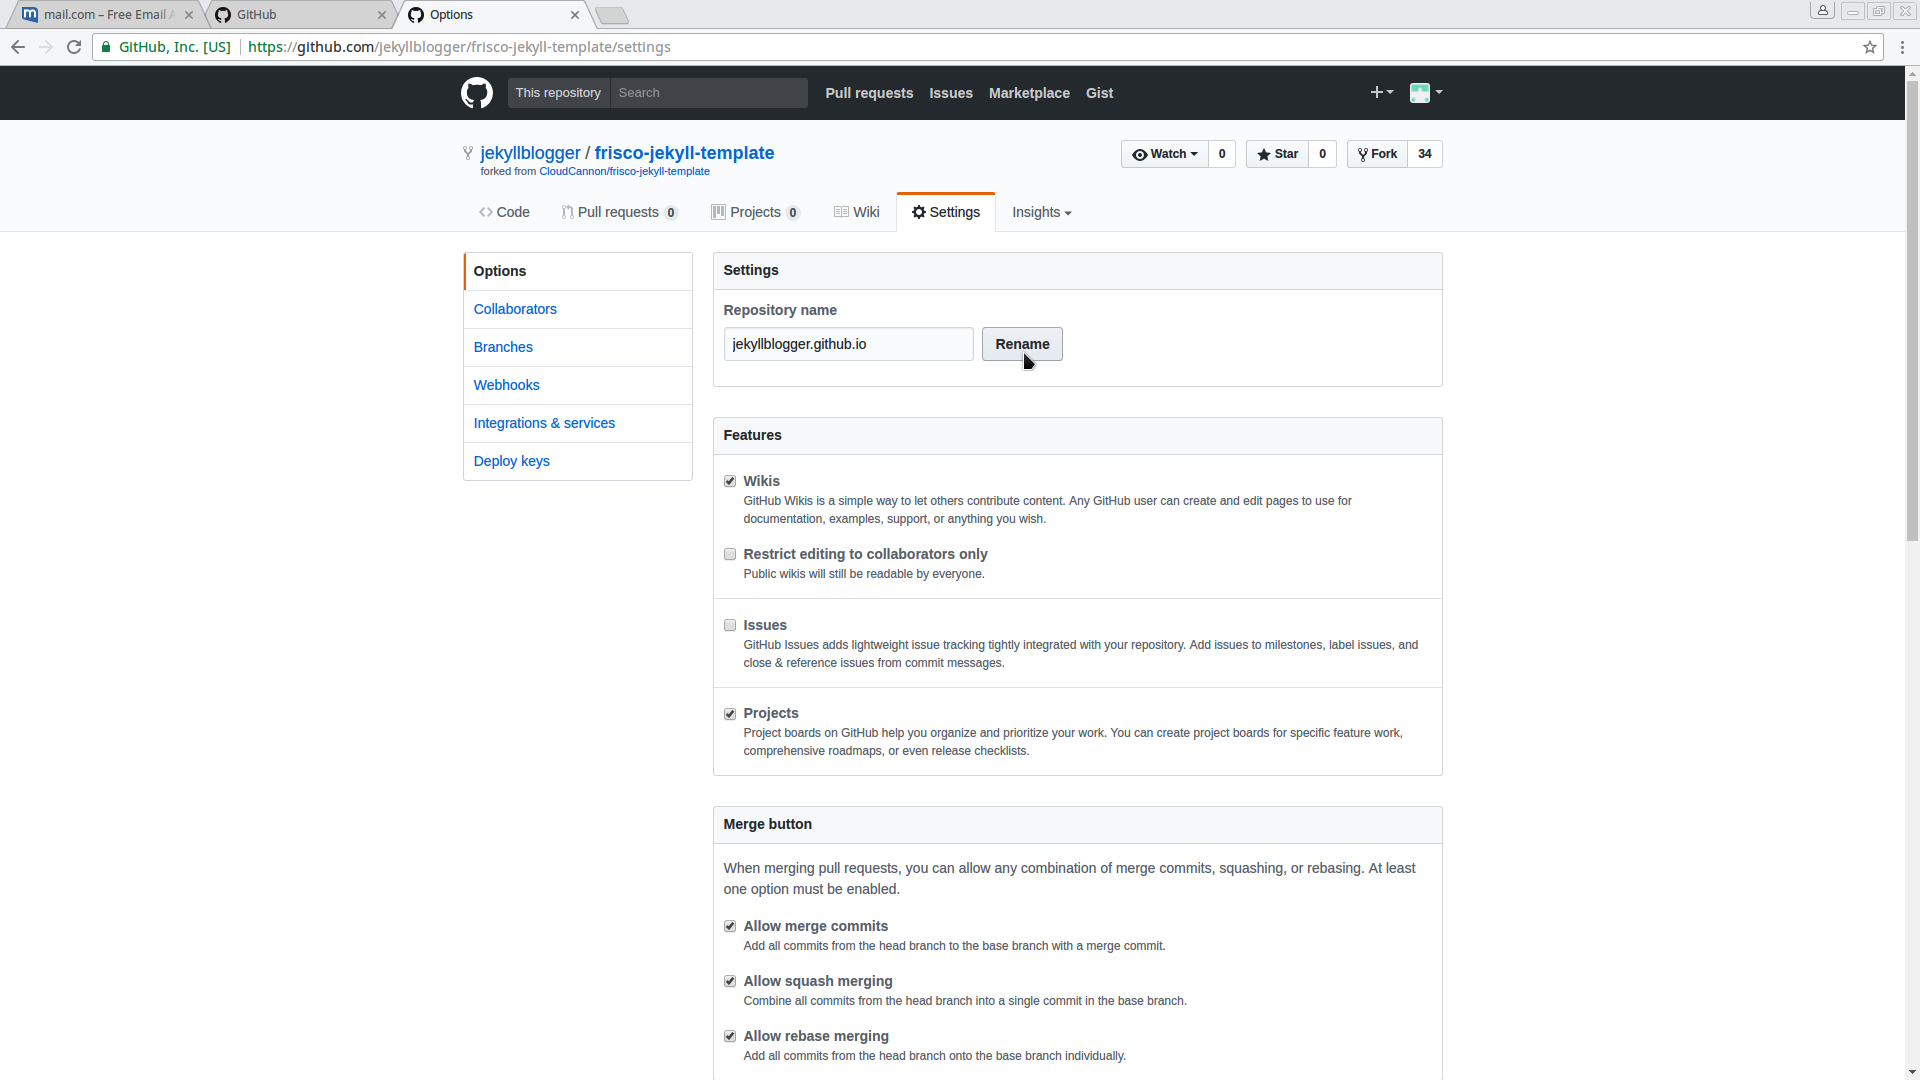 mail.com – Free Email
GitHub
Options
GitHub, Inc. [US] https://github.com/jekyllblogger/frisco-jekyll-template/settings
This repository Search Pull requests Issues Marketplace Gist
jekyllblogger / frisco-jekyll-template
Watch 0 Star 0 Fork 34
forked from CloudCannon/frisco-jekyll-template
Code Pull requests 0 Projects 0 Wiki Settings Insights
Options
Collaborators
Branches
Webhooks
Integrations & services
Deploy keys
Settings
Repository name
jekyllblogger.github.io Rename
Features
Wikis
GitHub Wikis is a simple way to let others contribute content. Any GitHub user can create and edit pages to use for
documentation, examples, support, or anything you wish.
Restrict editing to collaborators only
Public wikis will still be readable by everyone.
Issues
GitHub Issues adds lightweight issue tracking tightly integrated with your repository. Add issues to milestones, label issues, and
close & reference issues from commit messages.
Projects
Project boards on GitHub help you organize and prioritize your work. You can create project boards for specific feature work,
comprehensive roadmaps, or even release checklists.
Merge button
When merging pull requests, you can allow any combination of merge commits, squashing, or rebasing. At least
one option must be enabled.
Allow merge commits
Add all commits from the head branch to the base branch with a merge commit.
Allow squash merging
Combine all commits from the head branch into a single commit in the base branch.
Allow rebase merging
Add all commits from the head branch onto the base branch individually.